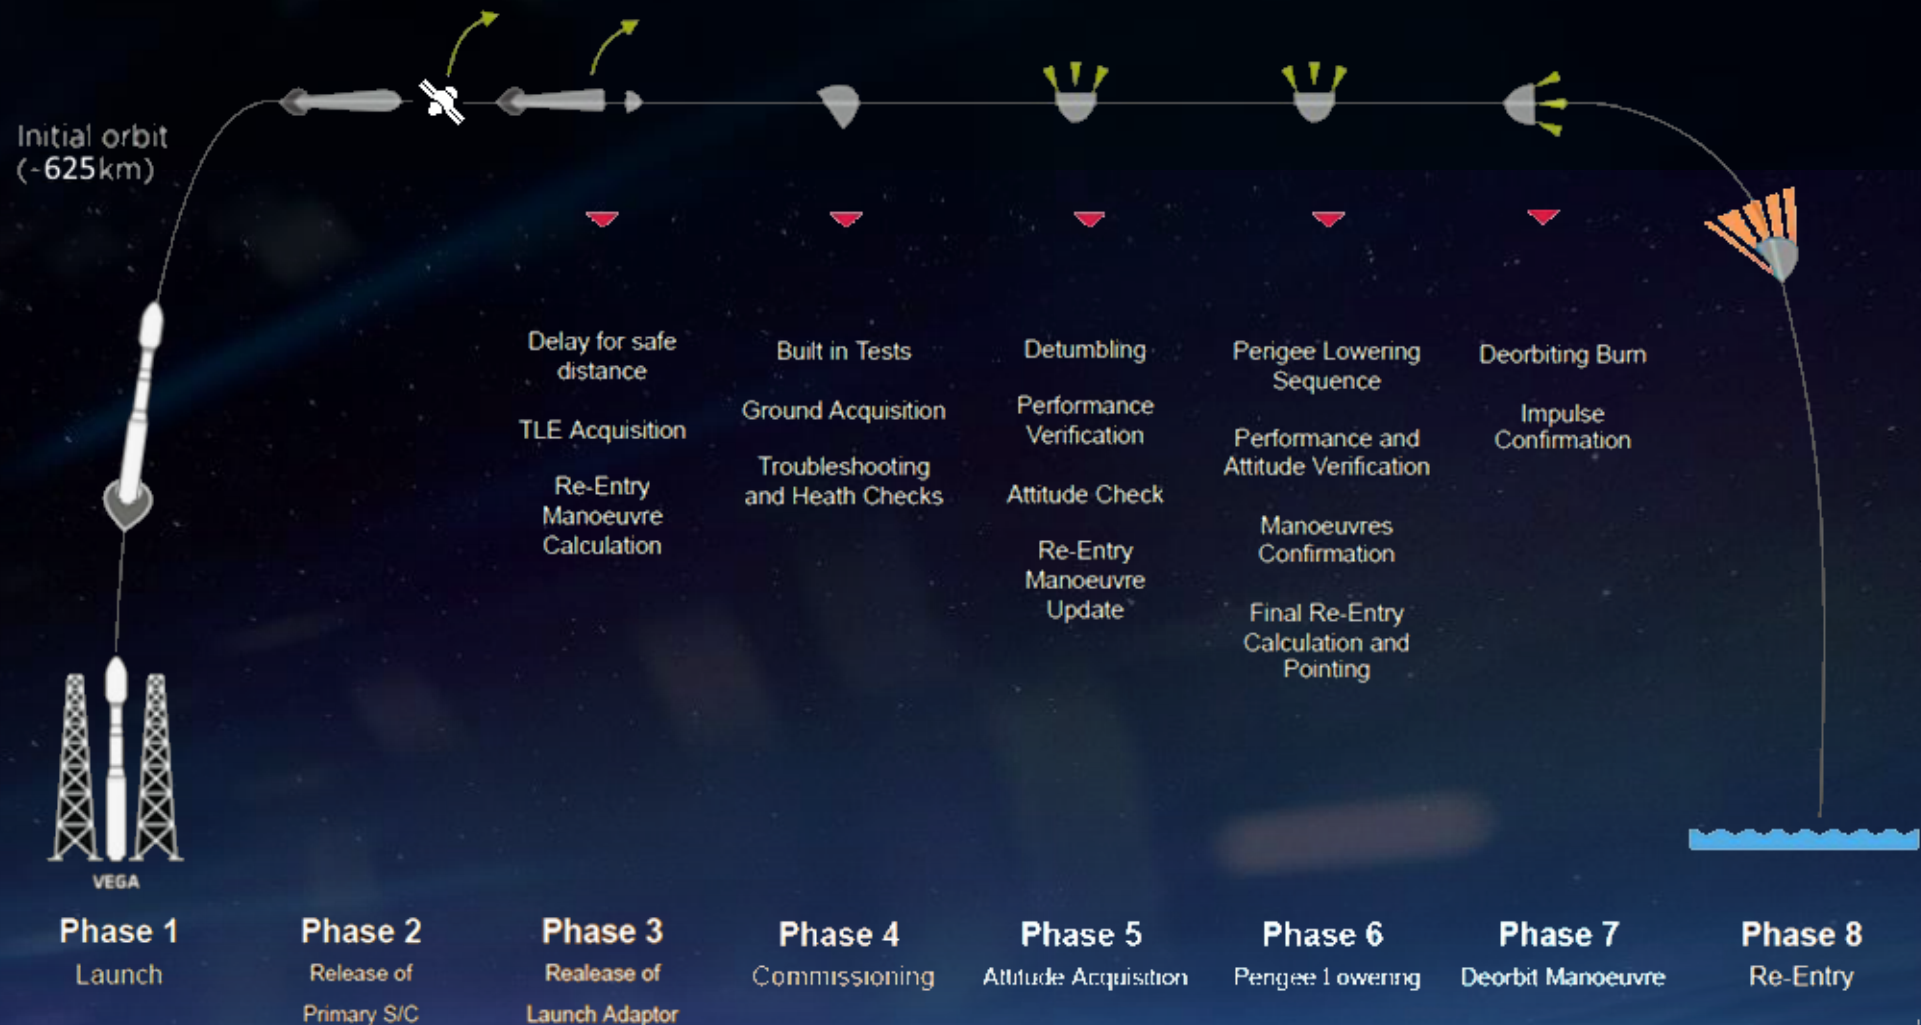 Initial orbit
(~625km)
Delay for safe
distance
TLE Acquisition
Re-Entry
Manoeuvre
Calculation
Built in Tests
Ground Acquisition
Troubleshooting
and Heath Checks
Detumbling
Performance
Verification
Attitude Check
Re-Entry
Manoeuvre
Update
Perigee Lowering
Sequence
Performance and
Attitude Verification
Manoeuvres
Confirmation
Final Re-Entry
Calculation and
Pointing
Deorbiting Burn
Impulse
Confirmation
VEGA
Phase 1
Launch
Phase 2
Release of
Primary S/C
Phase 3
Realease of
Launch Adaptor
Phase 4
Commissioning
Phase 5
Attitude Acquisition
Phase 6
Perigee Lowering
Phase 7
Deorbit Manoeuvre
Phase 8
Re-Entry